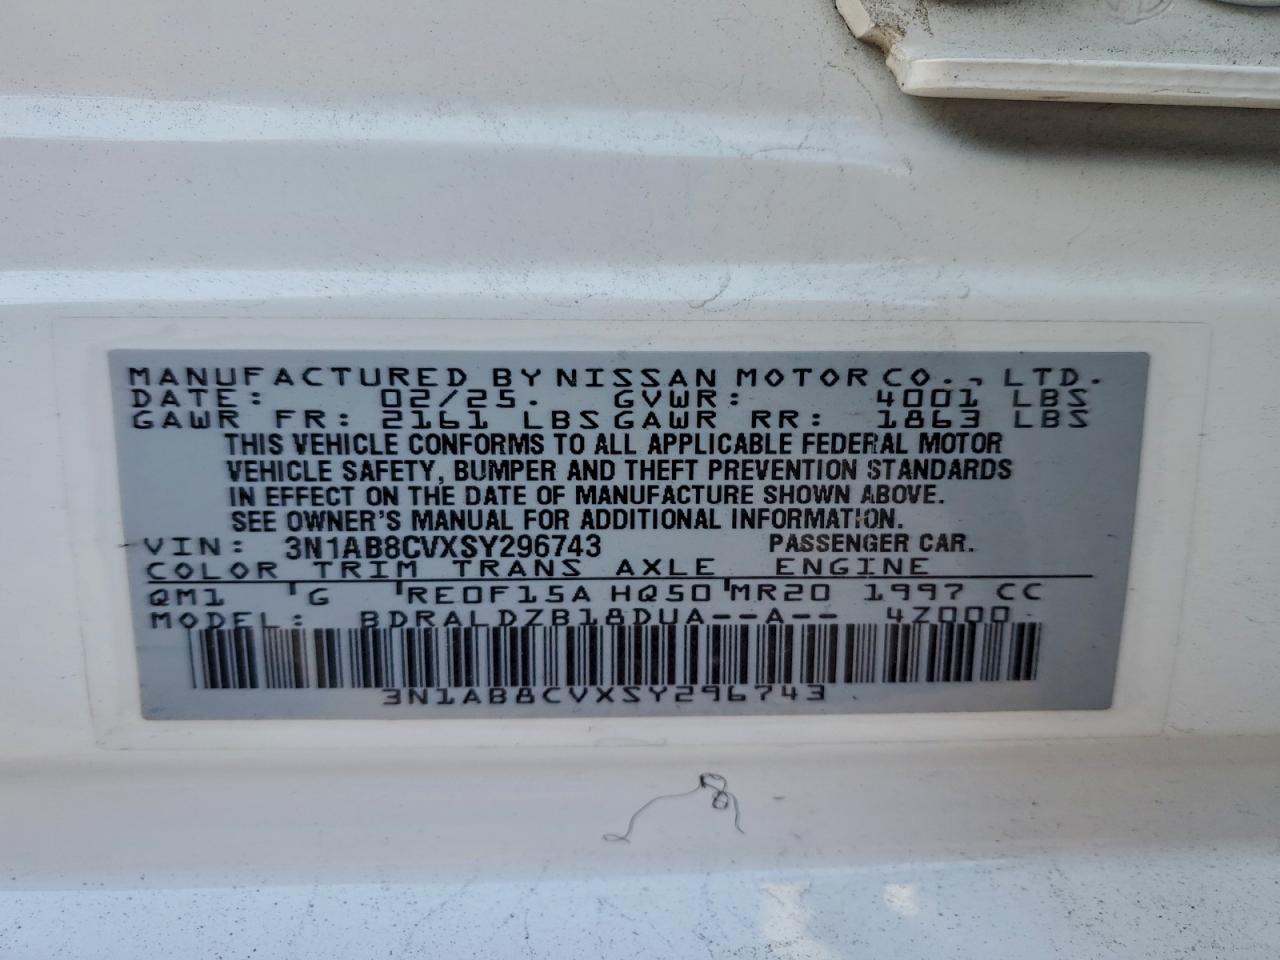 MANUFACTURED BY NISSAN MOTOR CO., LTD.
DATE: 02/25. GVWR: 4001 LBS
GAWR FR: 2161 LBS GAWR RR: 1863 LBS
THIS VEHICLE CONFORMS TO ALL APPLICABLE FEDERAL MOTOR
VEHICLE SAFETY, BUMPER AND THEFT PREVENTION STANDARDS
IN EFFECT ON THE DATE OF MANUFACTURE SHOWN ABOVE.
SEE OWNER'S MANUAL FOR ADDITIONAL INFORMATION.
VIN: 3N1AB8CVXSY296743 PASSENGER CAR.
COLOR TRIM TRANS AXLE ENGINE
QM1 'G 'RE0F15A HQ50 'MR20 1997 CC
MODEL: BDRALDZB18DUA--A-- 4Z000
3N1AB8CVXSY296743